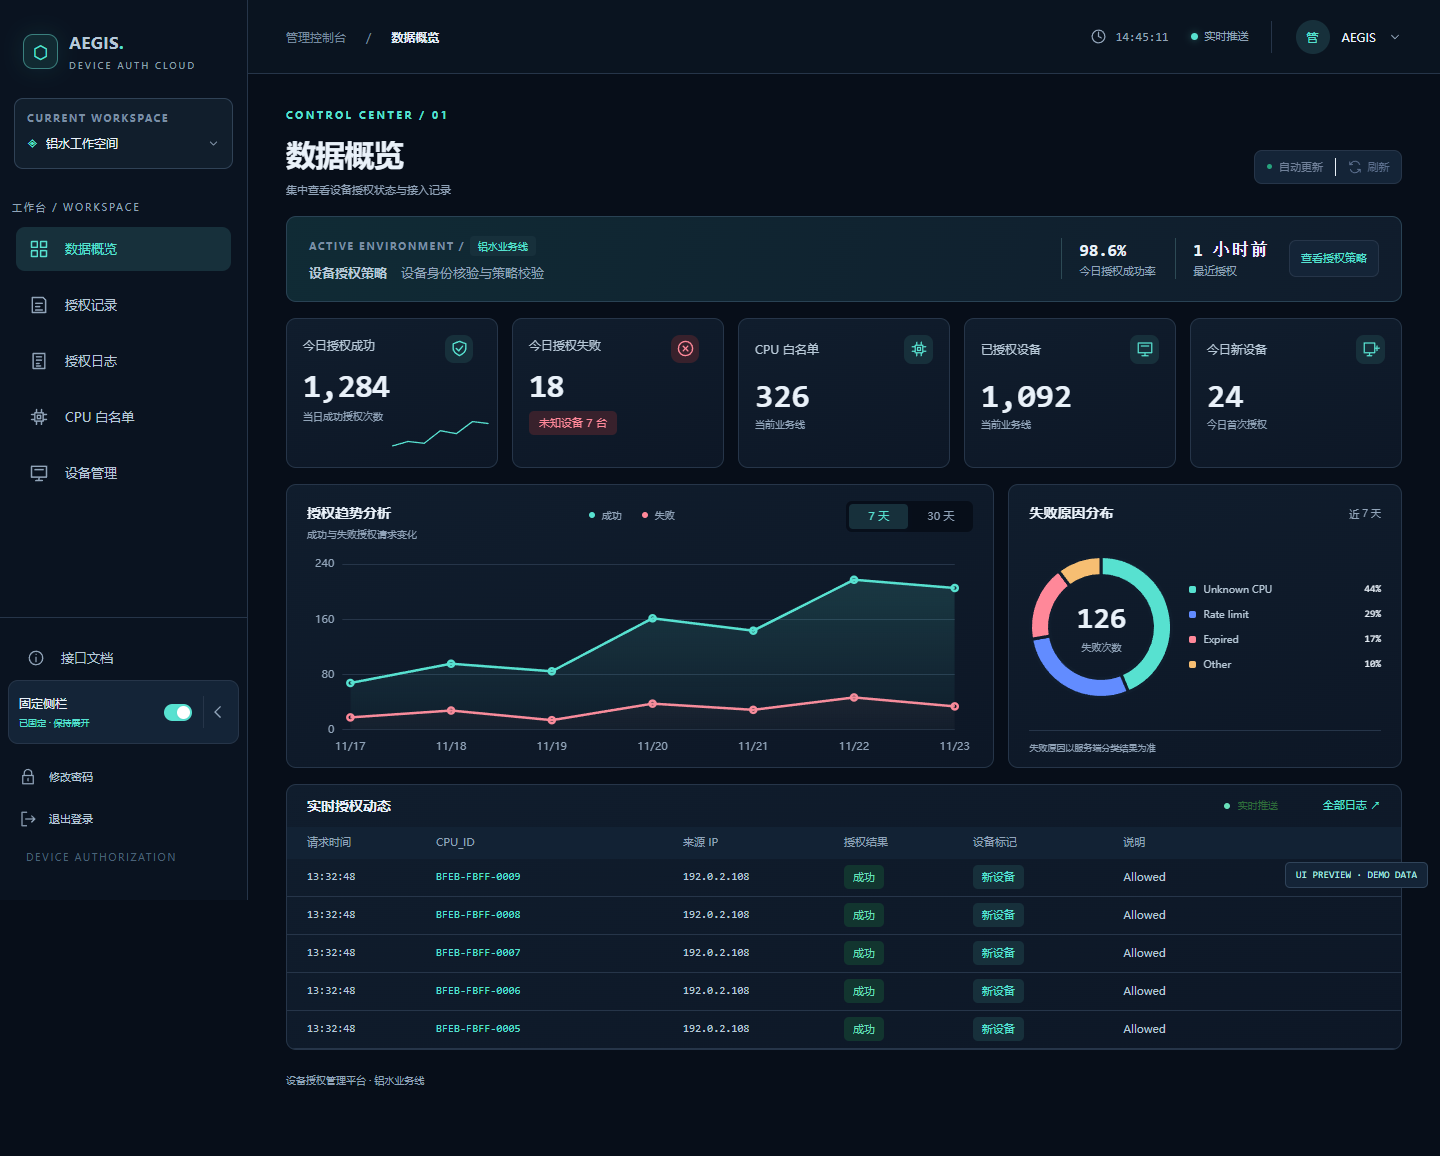 AEGIS.
DEVICE AUTH CLOUD
CURRENT WORKSPACE
铝水工作空间
工作台 / WORKSPACE
数据概览
授权记录
授权日志
CPU 白名单
设备管理
接口文档
固定侧栏
已固定 · 保持展开
修改密码
退出登录
DEVICE AUTHORIZATION
管理控制台 / 数据概览
14:45:11 实时推送 管 AEGIS
CONTROL CENTER / 01
数据概览
集中查看设备授权状态与接入记录
自动更新 刷新
ACTIVE ENVIRONMENT / 铝水业务线
设备授权策略 设备身份核验与策略校验
98.6%
今日授权成功率
1 小时前
最近授权
查看授权策略
今日授权成功
1,284
当日成功授权次数
今日授权失败
18
未知设备 7 台
CPU 白名单
326
当前业务线
已授权设备
1,092
当前业务线
今日新设备
24
今日首次授权
授权趋势分析
成功与失败授权请求变化
成功 失败
7 天 30 天
240
160
80
0
11/17 11/18 11/19 11/20 11/21 11/22 11/23
失败原因分布
近 7 天
126
失败次数
Unknown CPU 44%
Rate limit 29%
Expired 17%
Other 10%
失败原因以服务端分类结果为准
实时授权动态
实时推送 全部日志 ↗
请求时间 CPU_ID 来源 IP 授权结果 设备标记 说明
13:32:48 BFEB-FBFF-0009 192.0.2.108 成功 新设备 Allowed
UI PREVIEW · DEMO DATA
13:32:48 BFEB-FBFF-0008 192.0.2.108 成功 新设备 Allowed
13:32:48 BFEB-FBFF-0007 192.0.2.108 成功 新设备 Allowed
13:32:48 BFEB-FBFF-0006 192.0.2.108 成功 新设备 Allowed
13:32:48 BFEB-FBFF-0005 192.0.2.108 成功 新设备 Allowed
设备授权管理平台 · 铝水业务线